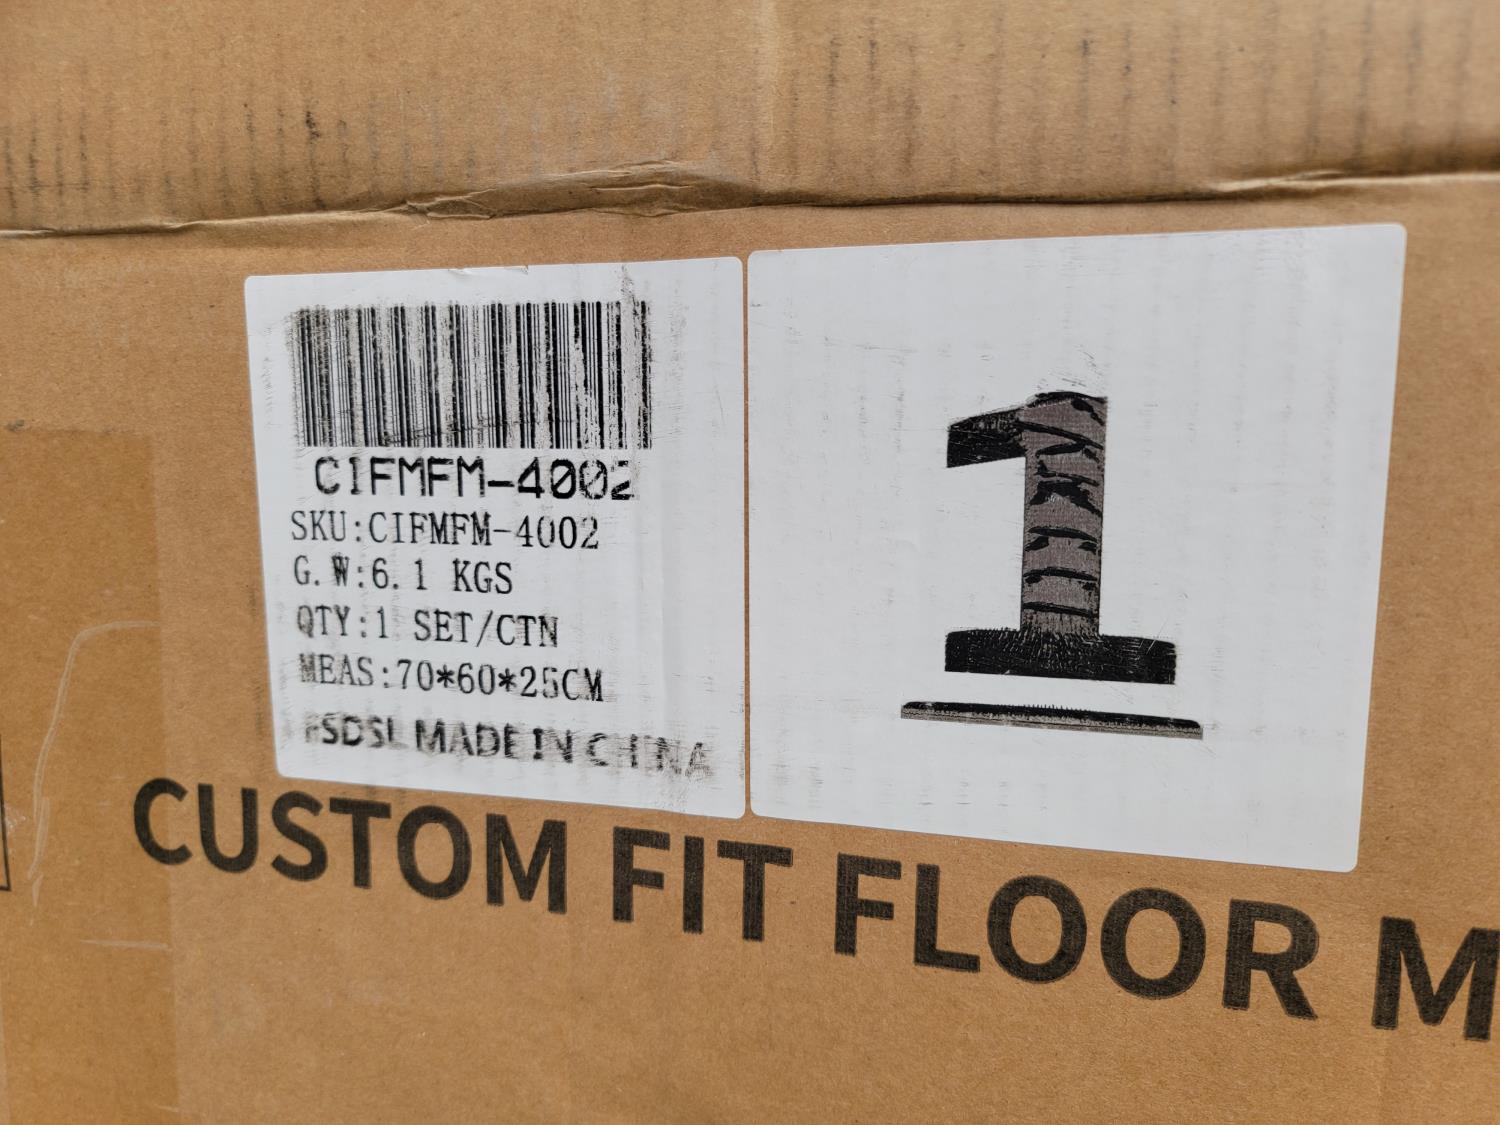 CIFMFM-4002
SKU:CIFMFM-4002
G.W:6.1 KGS
QTY:1 SET/CTN
MEAS:70*60*25CM
MADE IN CHINA
1
CUSTOM FIT FLOOR M